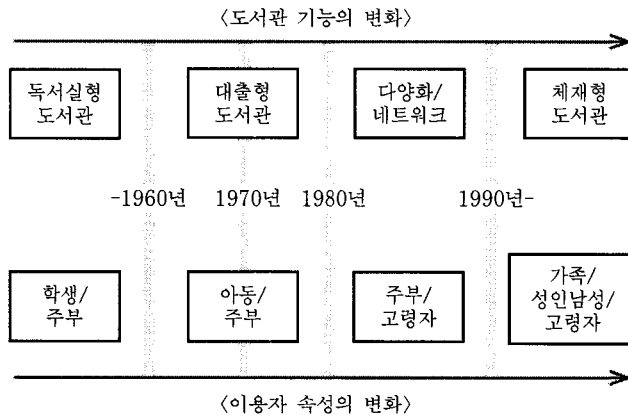 〈도서관 기능의 변화〉
독서실형
도서관
대출형
도서관
다양화/
네트워크
체재형
도서관
-1960년 1970년 1980년 1990년-
학생/
주부
아동/
주부
주부/
고령자
가족/
성인남성/
고령자
〈이용자 속성의 변화〉